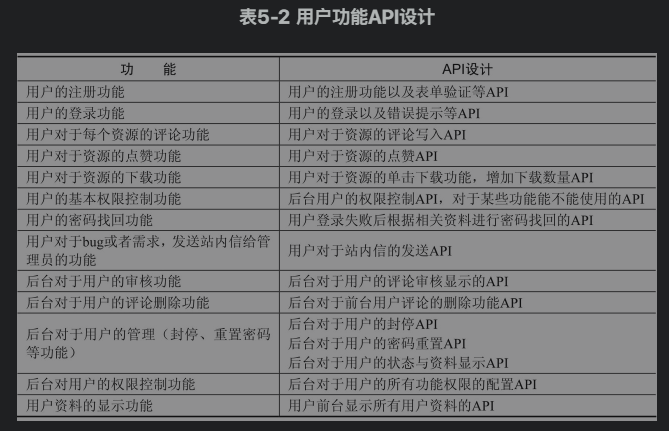 表5-2 用户功能API设计
功 能 API设计
用户的注册功能 用户的注册功能以及表单验证等API
用户的登录功能 用户的登录以及错误提示等API
用户对于每个资源的评论功能 用户对于资源的评论写入API
用户对于资源的点赞功能 用户对于资源的点赞API
用户对于资源的下载功能 用户对于资源的单击下载功能，增加下载数量API
用户的基本权限控制功能 后台用户的权限控制API，对于某些功能能不能使用的API
用户的密码找回功能 用户登录失败后根据相关资料进行密码找回的API
用户对于bug或者需求，发送站内信给管
理员的功能 用户对于站内信的发送API
后台对于用户的审核功能 后台对于用户的评论审核显示的API
后台对于用户的评论删除功能 后台对于前台用户评论的删除功能API
后台对于用户的管理（封停、重置密码
等功能） 后台对于用户的封停API
后台对于用户的密码重置API
后台对于用户的状态与资料显示API
后台对用户的权限控制功能 后台对于用户的所有功能权限的配置API
用户资料的显示功能 用户前台显示所有用户资料的API